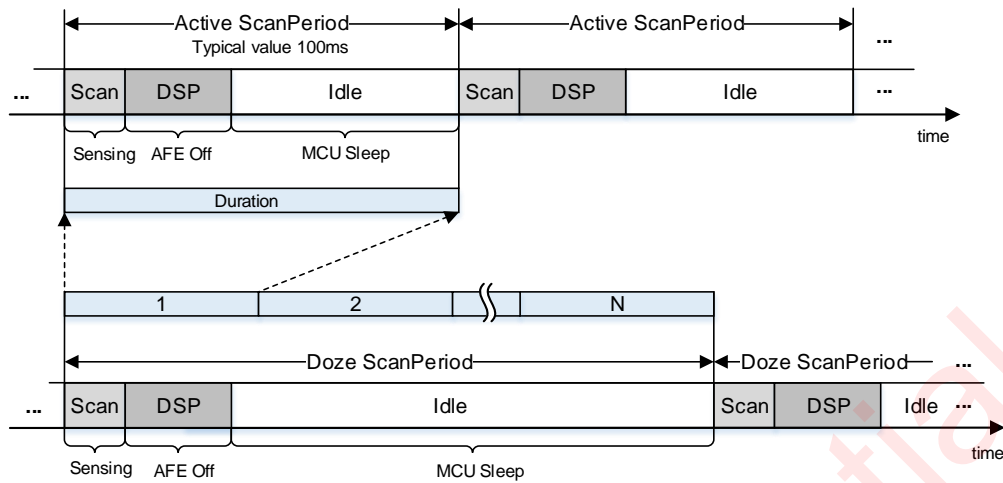 Active ScanPeriod
Active ScanPeriod
Typical value 100ms
...
... Scan DSP Idle Scan DSP Idle ...
time
Sensing AFE Off MCU Sleep
Duration
1 2 N
Doze ScanPeriod Doze ScanPeriod ...
... Scan DSP Idle Scan DSP Idle ...
time
Sensing AFE Off MCU Sleep
tial